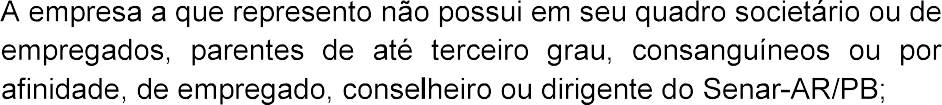 A empresa a que represento não possui em seu quadro societário ou de
empregados, parentes de até terceiro grau, consanguíneos ou por
afinidade, de empregado, conselheiro ou dirigente do Senar-AR/PB;